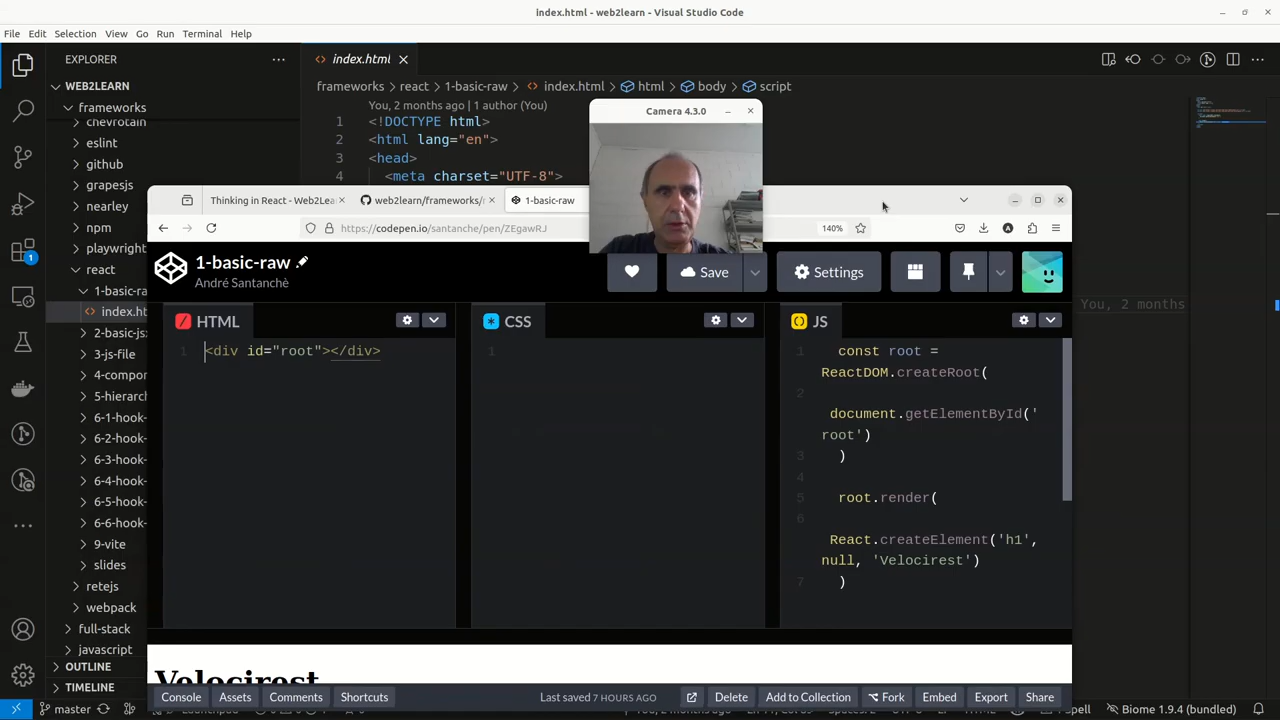 index.html - web2learn - Visual Studio Code
File Edit Selection View Go Run Terminal Help
EXPLORER
index.html
WEB2LEARN
frameworks react 1-basic-raw index.html html body script
frameworks
You, 2 months ago | 1 author (You)
chevrotain
1 <!DOCTYPE html>
eslint
2 <html lang="en">
github
3 <head>
4 <meta charset="UTF-8">
grapesjs
nearley
npm
playwright
react
1-basic-ra
index.ht
2-basic-jsx
3-js-file
4-compor
5-hierarch
6-1-hook-
6-2-hook-
6-3-hook-
6-4-hook-
6-5-hook-
6-6-hook-
9-vite
slides
retejs
webpack
full-stack
javascript
OUTLINE
TIMELINE
1
Camera 4.3.0
Thinking in React - Web2Lea
web2learn/frameworks/
1-basic-raw
https://codepen.io/santanche/pen/ZEgawRJ
140%
1-basic-raw
André Santanchè
Save
Settings
HTML
CSS
JS
1 <div id="root"></div>
1
1 const root =
ReactDOM.createRoot(
2
document.getElementById('
root')
3 )
4
5 root.render(
6
React.createElement('h1',
null, 'Velocirest')
7 )
You, 2 months
Velocirest
Console Assets Comments Shortcuts Last saved 7 HOURS AGO Delete Add to Collection Fork Embed Export Share
master
Spell
Biome 1.9.4 (bundled)